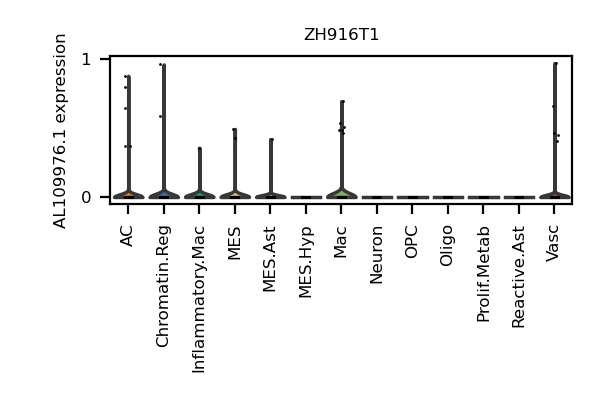 ZH916T1
AL109976.1 expression
1
0
AC
Chromatin.Reg
Inflammatory.Mac
MES
MES.Ast
MES.Hyp
Mac
Neuron
OPC
Oligo
Prolif.Metab
Reactive.Ast
Vasc